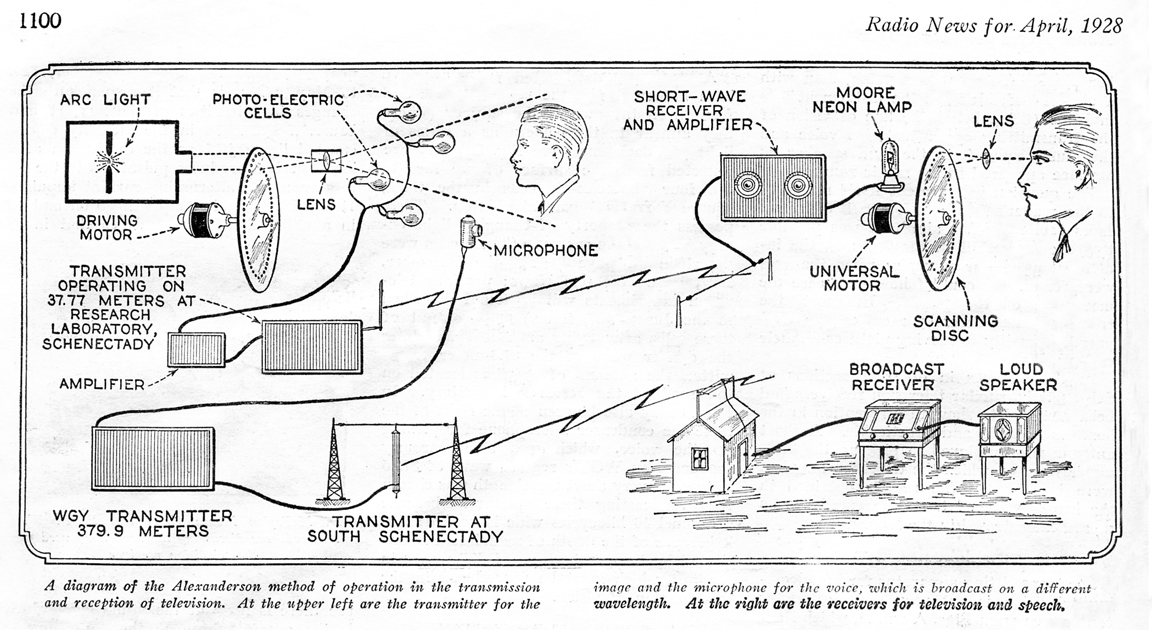 1100
Radio News for April, 1928
ARC LIGHT
PHOTO-ELECTRIC
CELLS
LENS
DRIVING
MOTOR
MICROPHONE
TRANSMITTER
OPERATING ON
37.77 METERS AT
RESEARCH
LABORATORY,
SCHENECTADY
AMPLIFIER
WGY TRANSMITTER
379.9 METERS
TRANSMITTER AT
SOUTH SCHENECTADY
SHORT-WAVE
RECEIVER
AND AMPLIFIER
MOORE
NEON LAMP
LENS
UNIVERSAL
MOTOR
SCANNING
DISC
BROADCAST
RECEIVER
LOUD
SPEAKER
A diagram of the Alexanderson method of operation in the transmission
and reception of television. At the upper left are the transmitter for the
image and the microphone for the voice, which is broadcast on a different
wavelength. At the right are the receivers for television and speech.